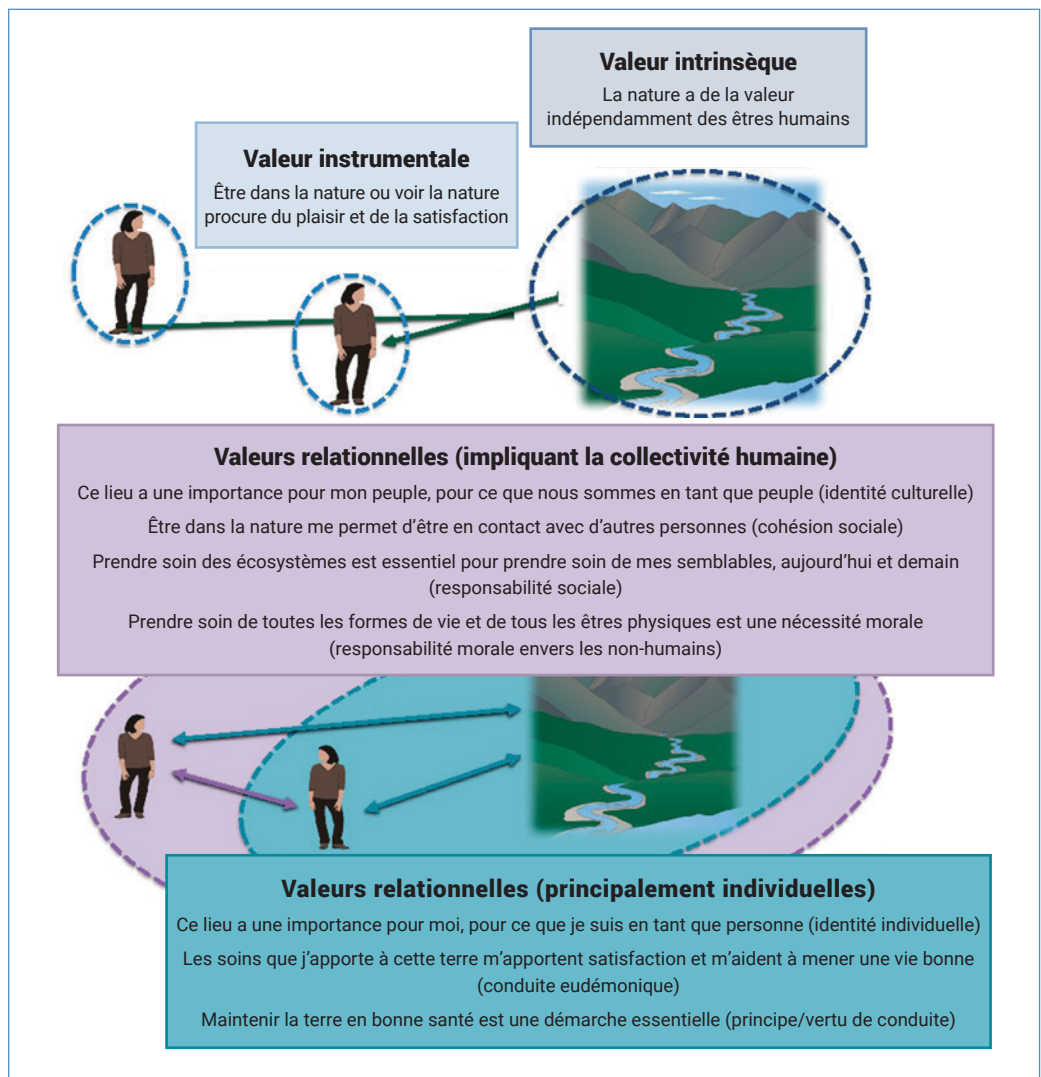 Valeur intrinsèque
La nature a de la valeur
indépendamment des êtres humains
Valeur instrumentale
Être dans la nature ou voir la nature
procure du plaisir et de la satisfaction
Valeurs relationnelles (impliquant la collectivité humaine)
Ce lieu a une importance pour mon peuple, pour ce que nous sommes en tant que peuple (identité culturelle)
Être dans la nature me permet d'être en contact avec d'autres personnes (cohésion sociale)
Prendre soin des écosystèmes est essentiel pour prendre soin de mes semblables, aujourd'hui et demain
(responsabilité sociale)
Prendre soin de toutes les formes de vie et de tous les êtres physiques est une nécessité morale
(responsabilité morale envers les non-humains)
Valeurs relationnelles (principalement individuelles)
Ce lieu a une importance pour moi, pour ce que je suis en tant que personne (identité individuelle)
Les soins que j'apporte à cette terre m'apportent satisfaction et m'aident à mener une vie bonne
(conduite eudémonique)
Maintenir la terre en bonne santé est une démarche essentielle (principe/vertu de conduite)